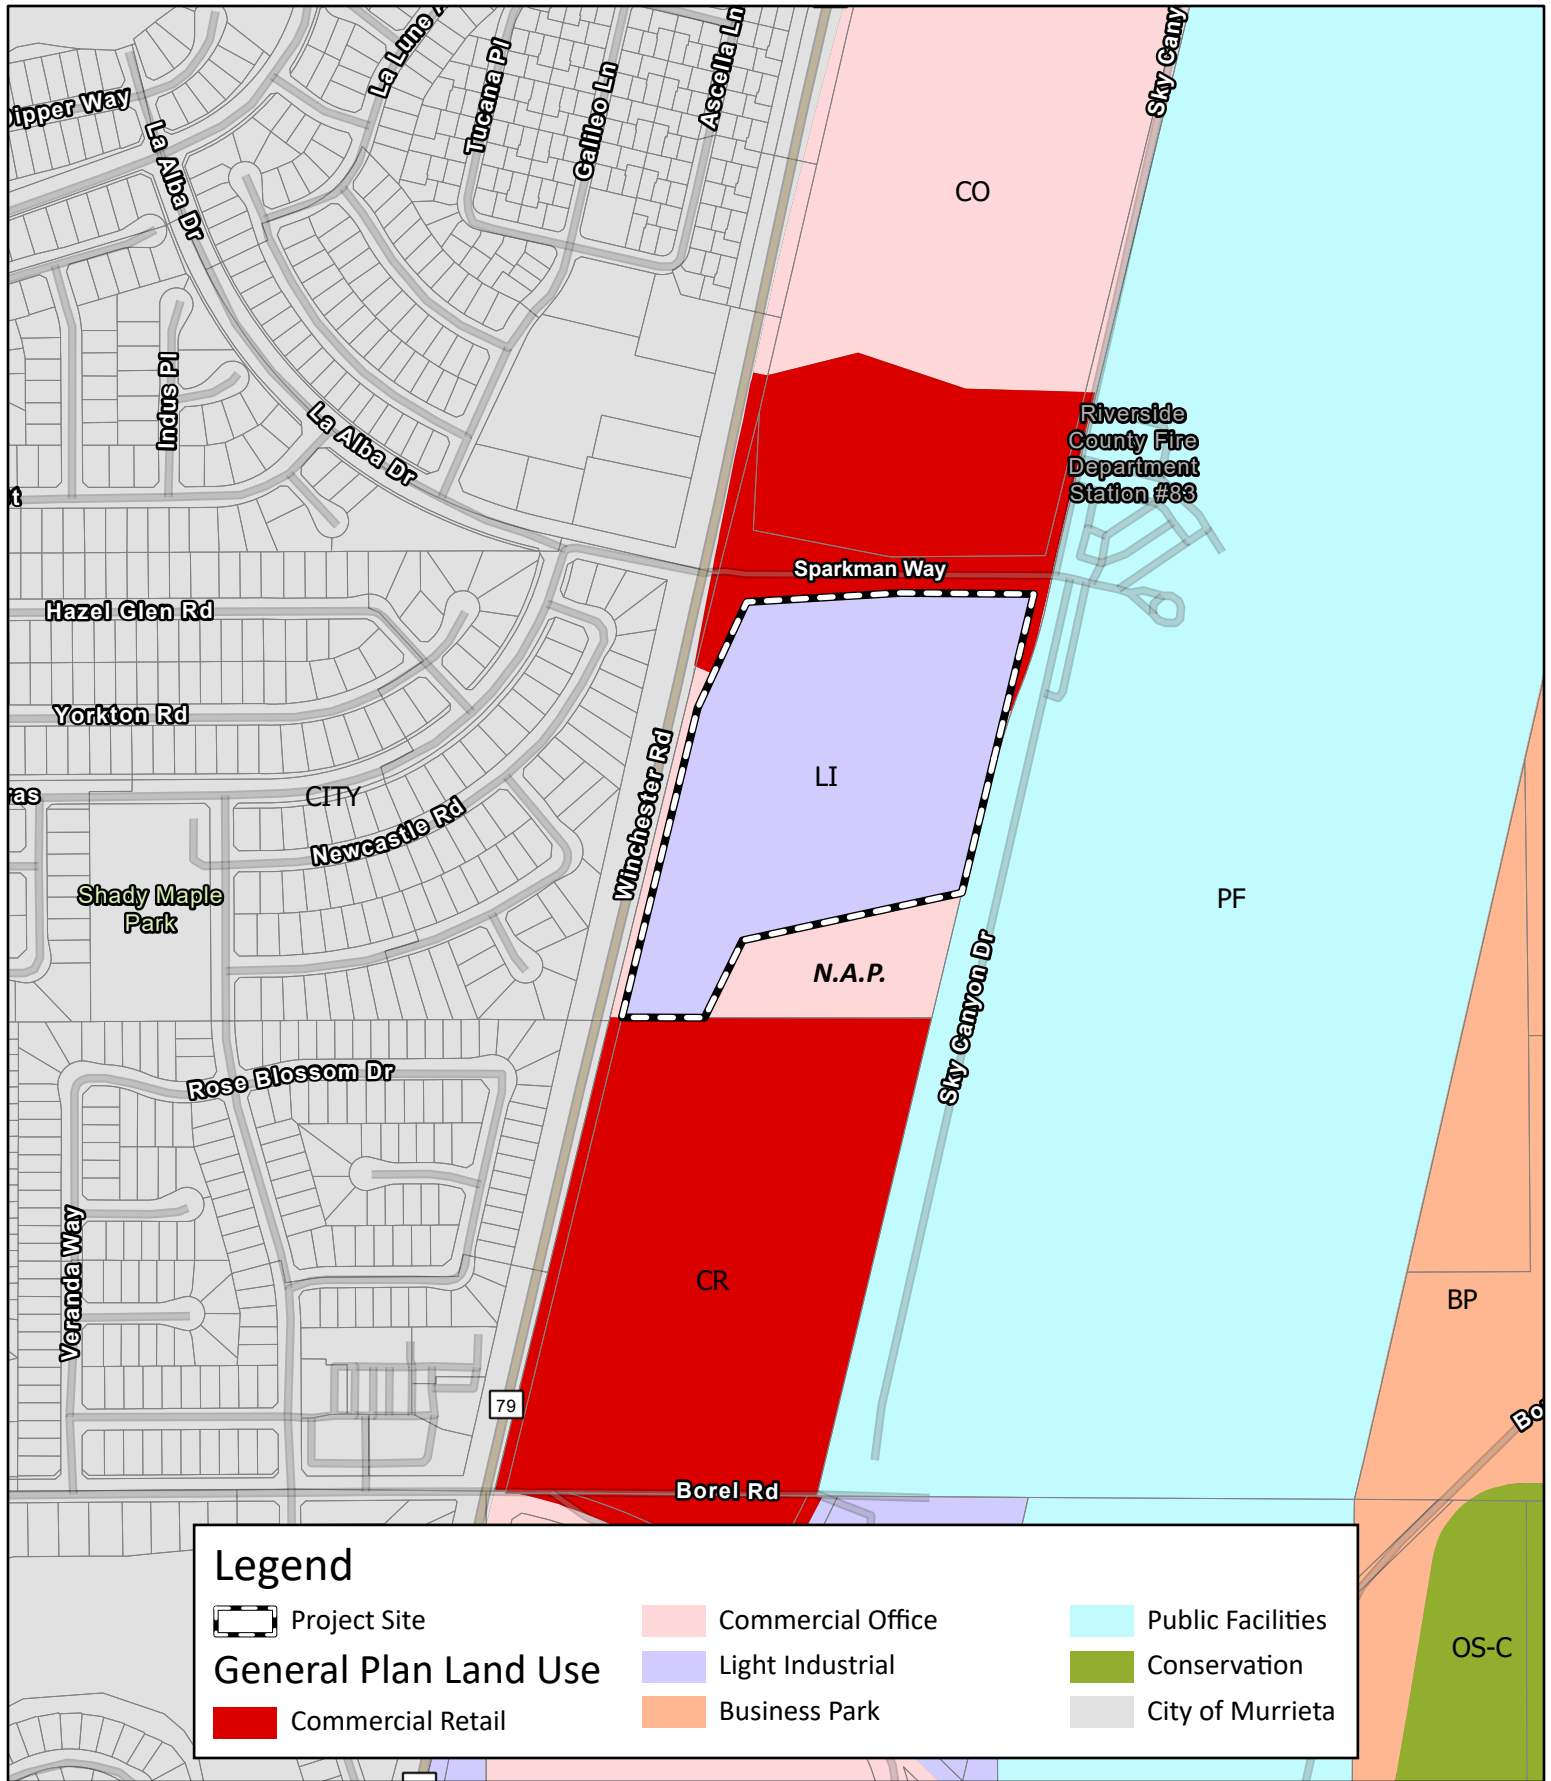 La Lune
Sky Cany
Tucana Pl
Galileo Ln
Ascella Ln
Dipper Way
La Alba Dr
CO
Indus Pl
La Alba Dr
Riverside
County Fire
Department
Station #83
Sparkman Way
Hazel Glen Rd
Yorkton Rd
Winchester Rd
LI
CITY
ras
Newcastle Rd
Shady Maple
Park
PF
N.A.P.
Sky Canyon Dr
Rose Blossom Dr
Veranda Way
CR
BP
79
Bo
Borel Rd
Legend
Project Site
General Plan Land Use
Commercial Retail
Commercial Office
Light Industrial
Business Park
Public Facilities
Conservation
City of Murrieta
OS-C